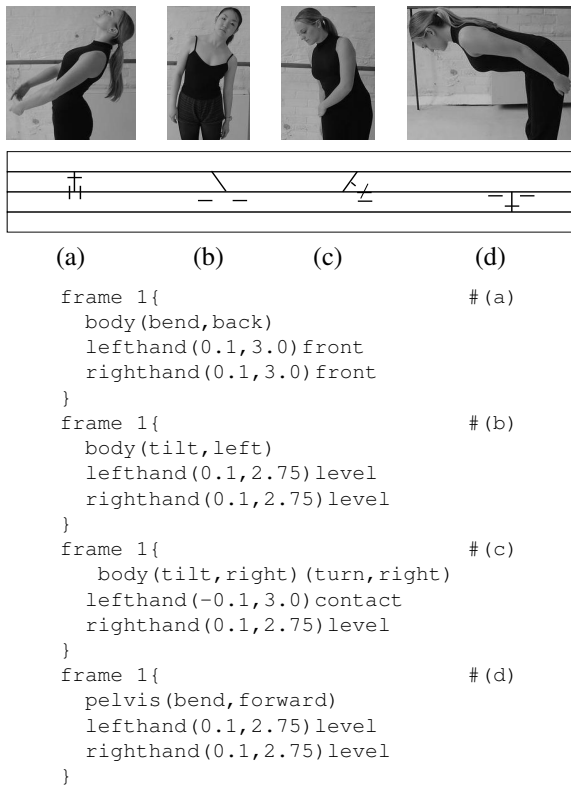 (a) (b) (c) (d)
frame 1{ #(a)
body(bend,back)
lefthand(0.1,3.0)front
righthand(0.1,3.0)front
}
frame 1{ #(b)
body(tilt,left)
lefthand(0.1,2.75)level
righthand(0.1,2.75)level
}
frame 1{ #(c)
body(tilt,right)(turn,right)
lefthand(-0.1,3.0)contact
righthand(0.1,2.75)level
}
frame 1{ #(d)
pelvis(bend,forward)
lefthand(0.1,2.75)level
righthand(0.1,2.75)level
}